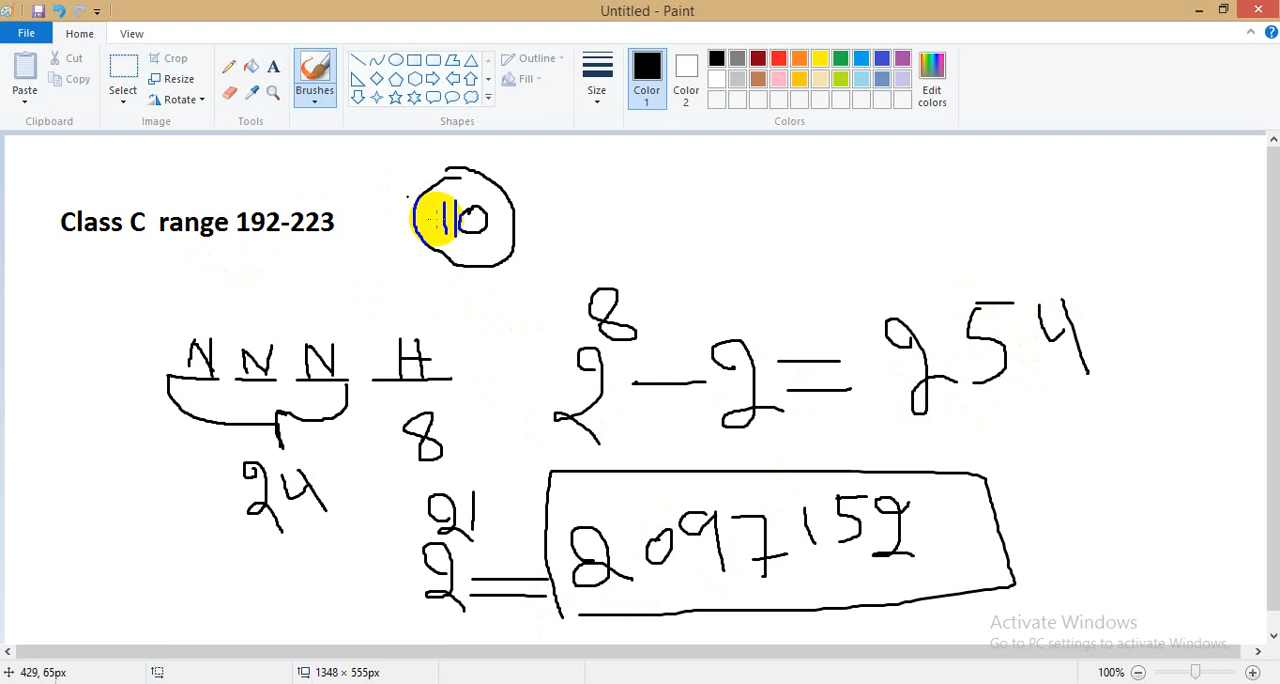 Untitled - Paint
File Home View
Paste
Cut
Copy
Clipboard
Select
Crop
Resize
Rotate
Image
Tools
Brushes
Shapes
Outline
Fill
Size
Color 1
Color 2
Edit colors
Colors
Class C range 192-223
110
N N N H
24
8
2^8 - 2 = 254
2^21 = 2097152
Activate Windows
Go to PC settings to activate Windows.
429, 65px
1348 × 555px
100%